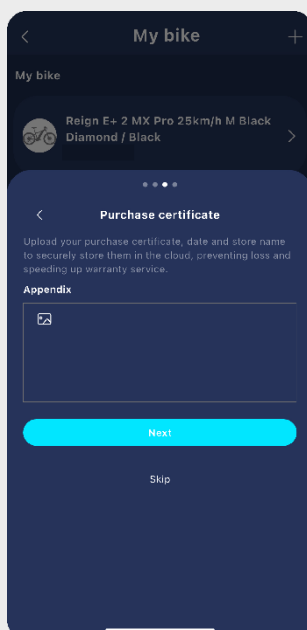 My bike
My bike
Reign E+ 2 MX Pro 25km/h M Black
Diamond / Black
Purchase certificate
Upload your purchase certificate, date and store name
to securely store them in the cloud, preventing loss and
speeding up warranty service.
Appendix
Next
Skip